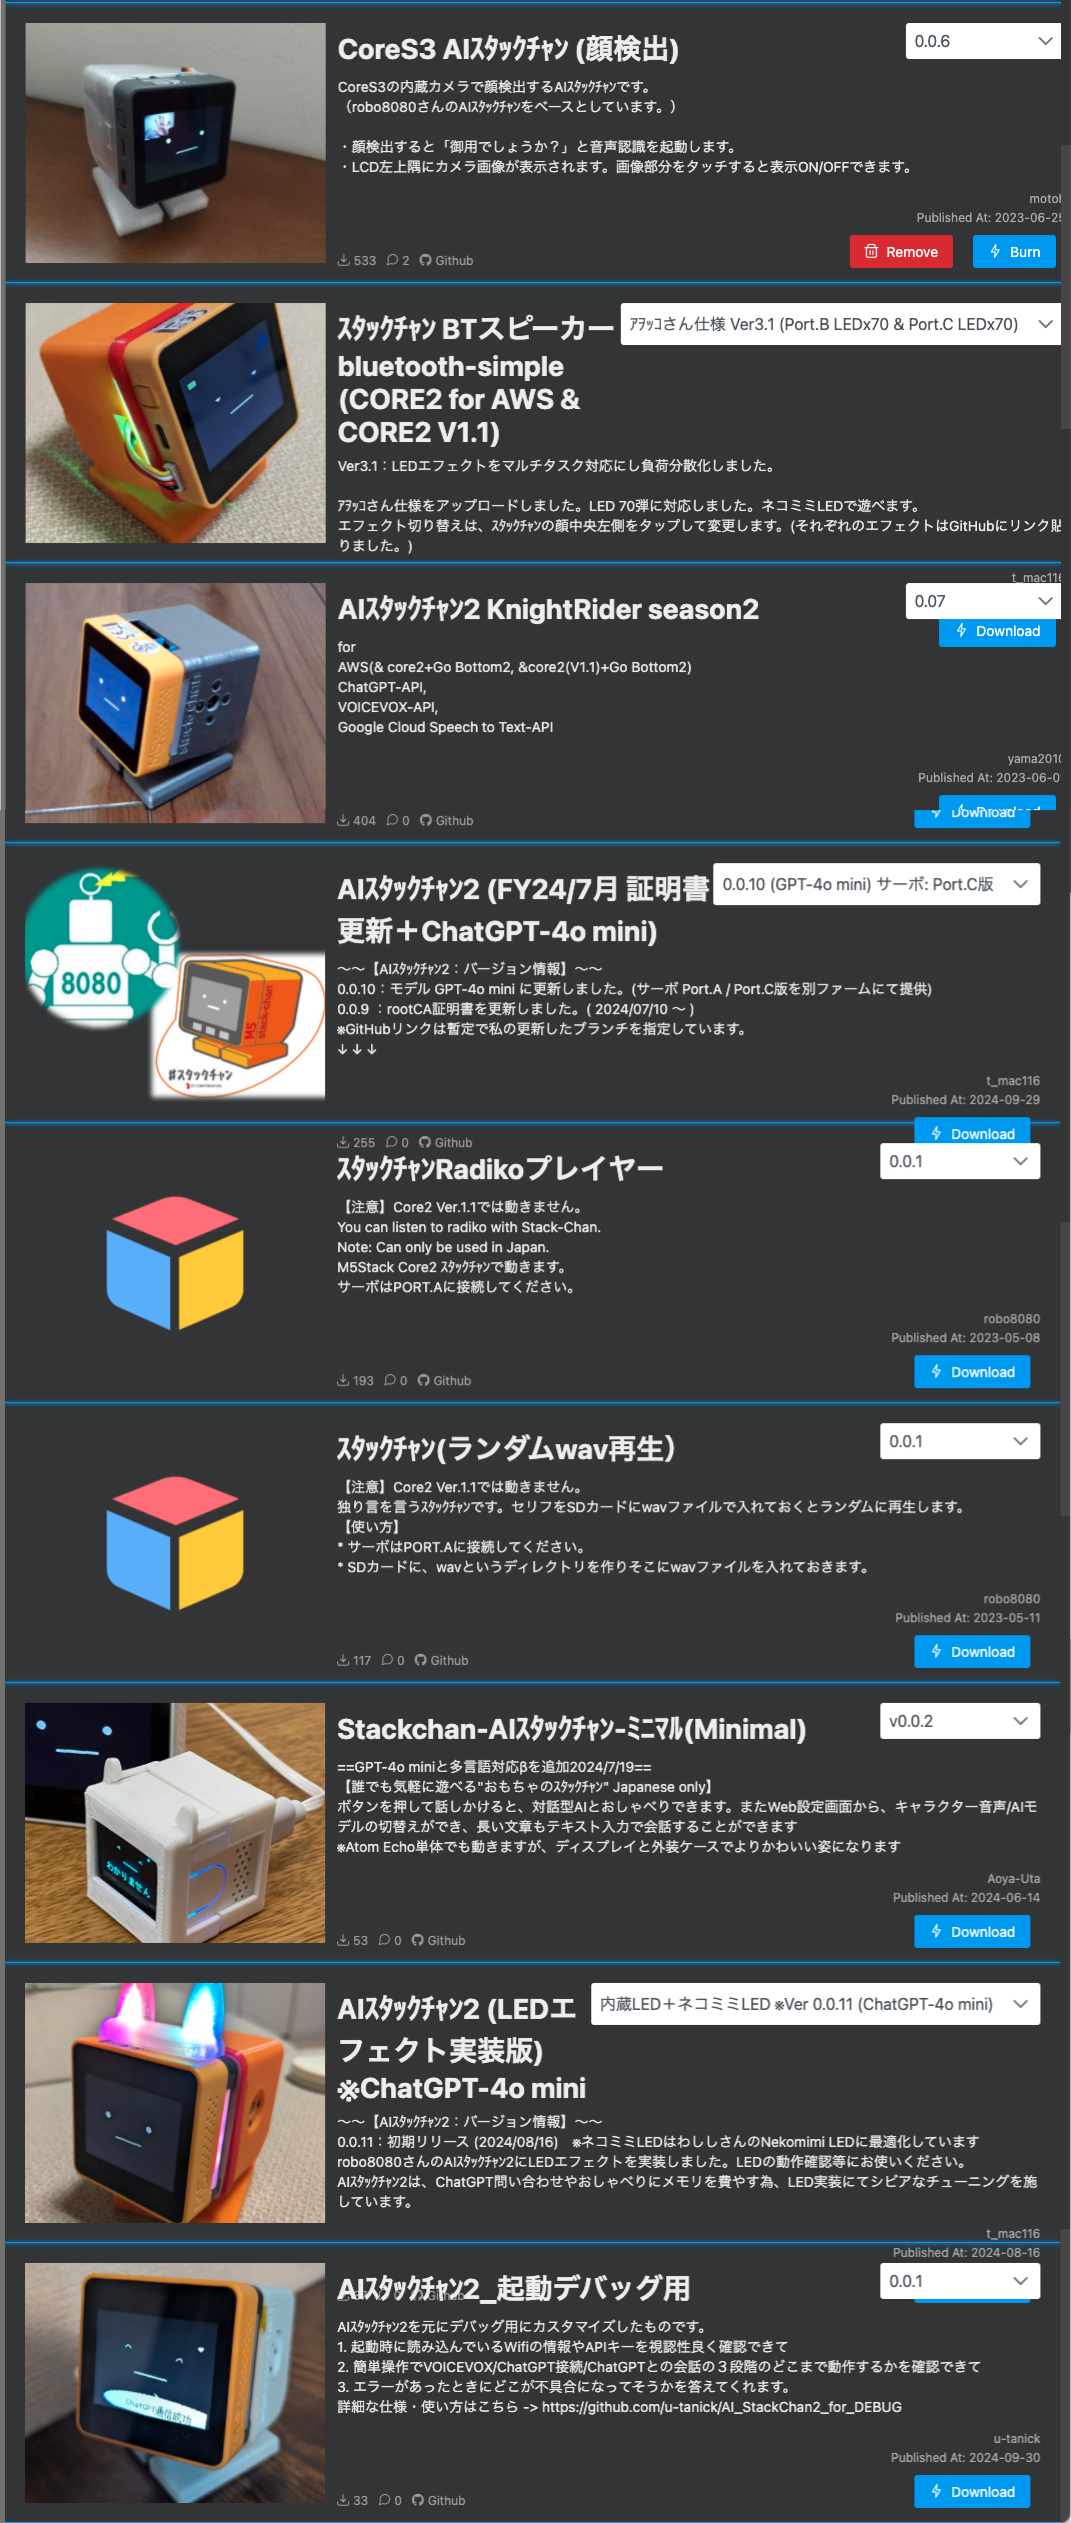 CoreS3 AIｽﾀｯｸﾁｬﾝ (顔検出)
0.0.6
CoreS3の内蔵カメラで顔検出するAIｽﾀｯｸﾁｬﾝです。
（robo8080さんのAIｽﾀｯｸﾁｬﾝをベースとしています。）
・顔検出すると「御用でしょうか？」と音声認識を起動します。
・LCD左上隅にカメラ画像が表示されます。画像部分をタッチすると表示ON/OFFできます。
Published At: 2023-06-25
533 2 Github
Remove Burn
ｽﾀｯｸﾁｬﾝ BTスピーカー
bluetooth-simple
(CORE2 for AWS &
CORE2 V1.1)
ｱｦｯｺさん仕様 Ver3.1 (Port.B LEDx70 & Port.C LEDx70)
Ver3.1：LEDエフェクトをマルチタスク対応にし負荷分散化しました。
ｱｦｯｺさん仕様をアップロードしました。LED 70弾に対応しました。ネコミミLEDで遊べます。
エフェクト切り替えは、ｽﾀｯｸﾁｬﾝの顔中央左側をタップして変更します。(それぞれのエフェクトはGitHubにリンク貼
りました。)
t_mac116
AIｽﾀｯｸﾁｬﾝ2 KnightRider season2
0.07
Download
for
AWS(& core2+Go Bottom2, &core2(V1.1)+Go Bottom2)
ChatGPT-API,
VOICEVOX-API,
Google Cloud Speech to Text-API
yama2010
Published At: 2023-06-0
404 0 Github
Download
AIｽﾀｯｸﾁｬﾝ2 (FY24/7月 証明書
更新＋ChatGPT-4o mini)
0.0.10 (GPT-4o mini) サーボ: Port.C版
～～【AIｽﾀｯｸﾁｬﾝ2：バージョン情報】～～
0.0.10：モデル GPT-4o mini に更新しました。(サーボ Port.A / Port.C版を別ファームにて提供)
0.0.9 ：rootCA証明書を更新しました。( 2024/07/10 ～ )
※GitHubリンクは暫定で私の更新したブランチを指定しています。
↓↓↓
8080
M5
stack-chan
#スタックチャン
t_mac116
Published At: 2024-09-29
Download
255 0 Github
ｽﾀｯｸﾁｬﾝRadikoプレイヤー
0.0.1
【注意】Core2 Ver.1.1では動きません。
You can listen to radiko with Stack-Chan.
Note: Can only be used in Japan.
M5Stack Core2 ｽﾀｯｸﾁｬﾝで動きます。
サーボはPORT.Aに接続してください。
robo8080
Published At: 2023-05-08
193 0 Github
Download
ｽﾀｯｸﾁｬﾝ(ランダムwav再生）
0.0.1
【注意】Core2 Ver.1.1では動きません。
独り言を言うｽﾀｯｸﾁｬﾝです。セリフをSDカードにwavファイルで入れておくとランダムに再生します。
【使い方】
* サーボはPORT.Aに接続してください。
* SDカードに、wavというディレクトリを作りそこにwavファイルを入れておきます。
robo8080
Published At: 2023-05-11
117 0 Github
Download
Stackchan-AIｽﾀｯｸﾁｬﾝ-ﾐﾆﾏﾙ(Minimal)
v0.0.2
==GPT-4o miniと多言語対応βを追加2024/7/19==
【誰でも気軽に遊べる"おもちゃのｽﾀｯｸﾁｬﾝ" Japanese only】
ボタンを押して話しかけると、対話型AIとおしゃべりできます。またWeb設定画面から、キャラクター音声/AIモ
デルの切替えができ、長い文章もテキスト入力で会話することができます
※Atom Echo単体でも動きますが、ディスプレイと外装ケースでよりかわいい姿になります
わかりません
Aoya-Uta
Published At: 2024-06-14
53 0 Github
Download
AIｽﾀｯｸﾁｬﾝ2 (LEDエ
フェクト実装版)
※ChatGPT-4o mini
内蔵LED＋ネコミミLED ※Ver 0.0.11 (ChatGPT-4o mini)
～～【AIｽﾀｯｸﾁｬﾝ2：バージョン情報】～～
0.0.11：初期リリース (2024/08/16)　※ネコミミLEDはわししさんのNekomimi LEDに最適化しています
robo8080さんのAIｽﾀｯｸﾁｬﾝ2にLEDエフェクトを実装しました。LEDの動作確認等にお使いください。
AIｽﾀｯｸﾁｬﾝ2は、ChatGPT問い合わせやおしゃべりにメモリを費やす為、LED実装にてシビアなチューニングを施
しています。
t_mac116
Published At: 2024-08-16
AIｽﾀｯｸﾁｬﾝ2_起動デバッグ用
0.0.1
AIｽﾀｯｸﾁｬﾝ2を元にデバッグ用にカスタマイズしたものです。
1. 起動時に読み込んでいるWifiの情報やAPIキーを視認性良く確認できて
2. 簡単操作でVOICEVOX/ChatGPT接続/ChatGPTとの会話の３段階のどこまで動作するかを確認できて
3. エラーがあったときにどこが不具合になってそうかを答えてくれます。
詳細な仕様・使い方はこちら -> https://github.com/u-tanick/AI_StackChan2_for_DEBUG
ChatGPT通信成功
u-tanick
Published At: 2024-09-30
33 0 Github
Download